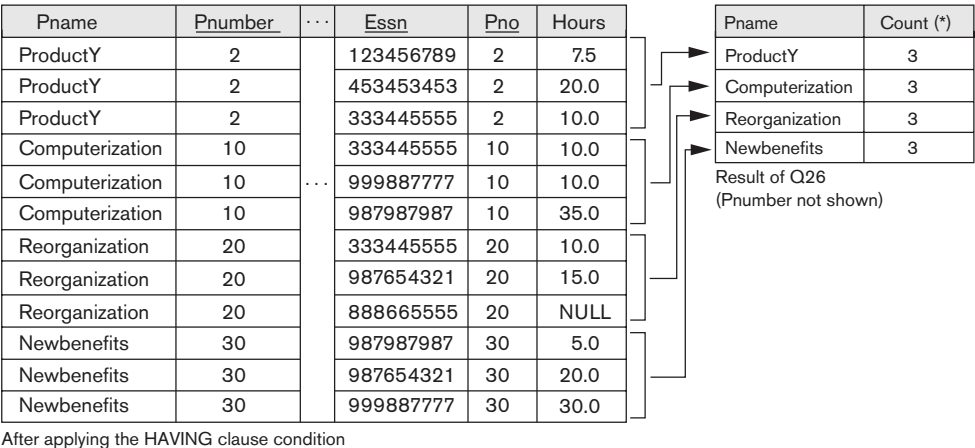 Pname Pnumber ... Essn Pno Hours
ProductY 2 123456789 2 7.5
ProductY 2 453453453 2 20.0
ProductY 2 333445555 2 10.0
Computerization 10 333445555 10 10.0
Computerization 10 ... 999887777 10 10.0
Computerization 10 987987987 10 35.0
Reorganization 20 333445555 20 10.0
Reorganization 20 987654321 20 15.0
Reorganization 20 888665555 20 NULL
Newbenefits 30 987987987 30 5.0
Newbenefits 30 987654321 30 20.0
Newbenefits 30 999887777 30 30.0
After applying the HAVING clause condition
Pname Count (*)
ProductY 3
Computerization 3
Reorganization 3
Newbenefits 3
Result of Q26
(Pnumber not shown)